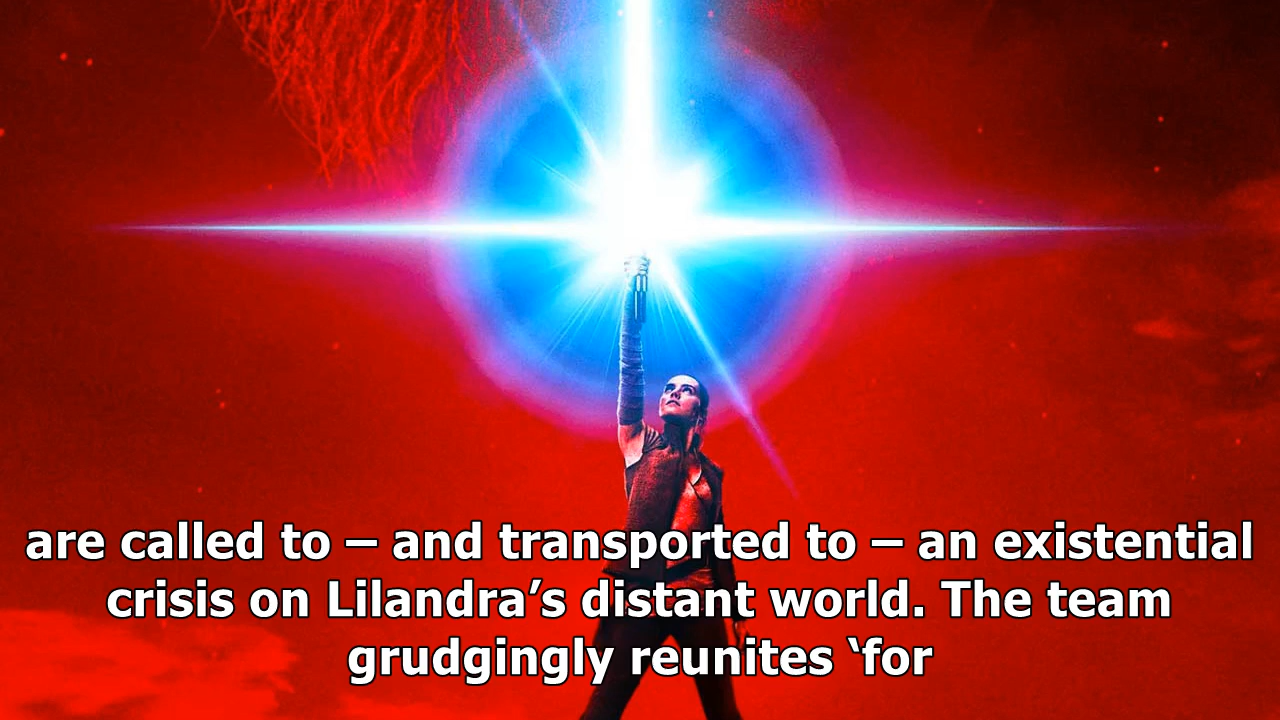 are called to – and transported to – an existential
crisis on Lilandra’s distant world. The team
grudgingly reunites ‘for